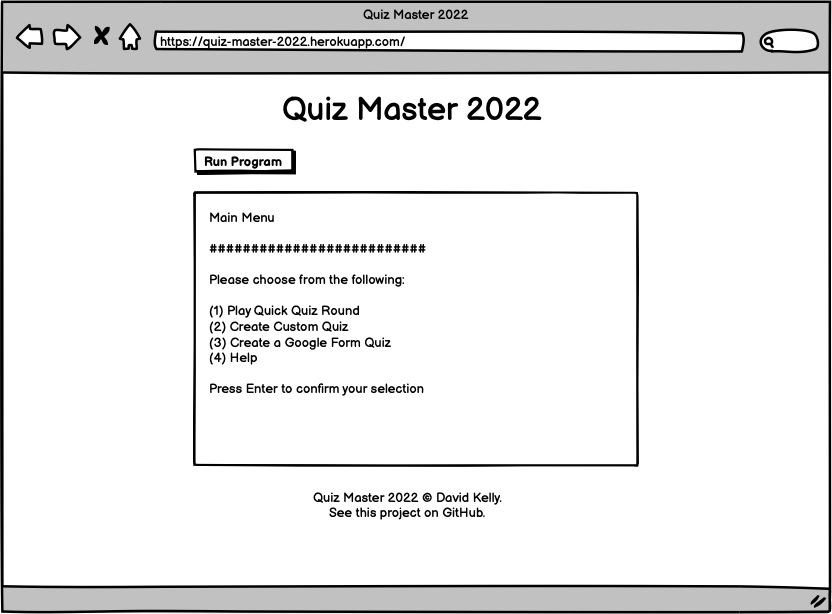 Quiz Master 2022
https://quiz-master-2022.herokuapp.com/
Quiz Master 2022
Run Program
Main Menu
##########################
Please choose from the following:
(1) Play Quick Quiz Round
(2) Create Custom Quiz
(3) Create a Google Form Quiz
(4) Help
Press Enter to confirm your selection
Quiz Master 2022 © David Kelly.
See this project on GitHub.